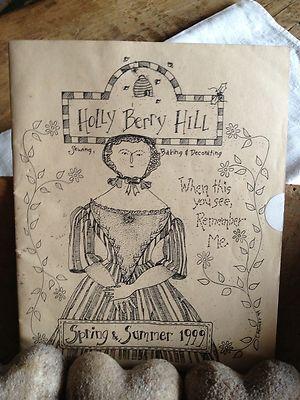 Holly Berry Hill
Sewing, Baking & Decorating
When this
you see,
Remember
Me.
Spring & Summer 1999